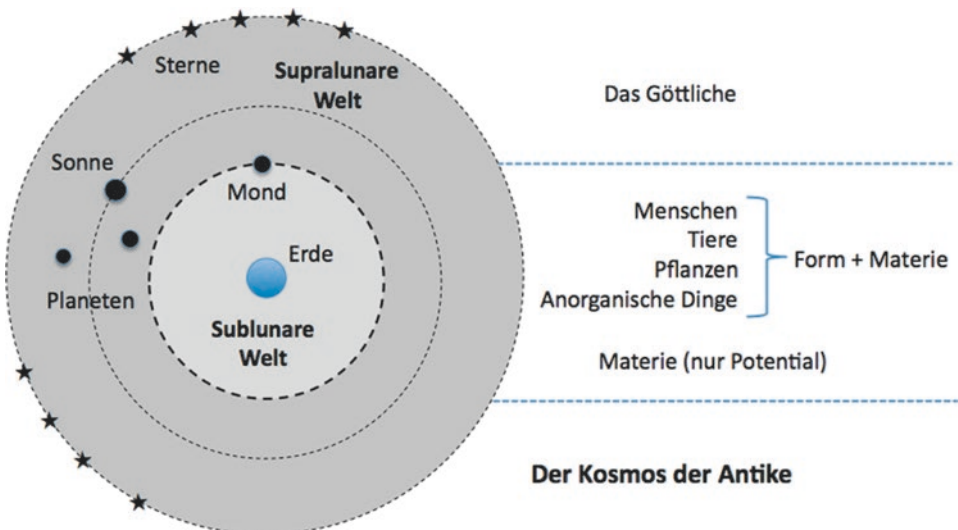 Sterne
Supralunare
Welt
Sonne
Mond
Erde
Planeten
Sublunare
Welt
Das Göttliche
Menschen
Tiere
Pflanzen
Anorganische Dinge
Form + Materie
Materie (nur Potential)
Der Kosmos der Antike